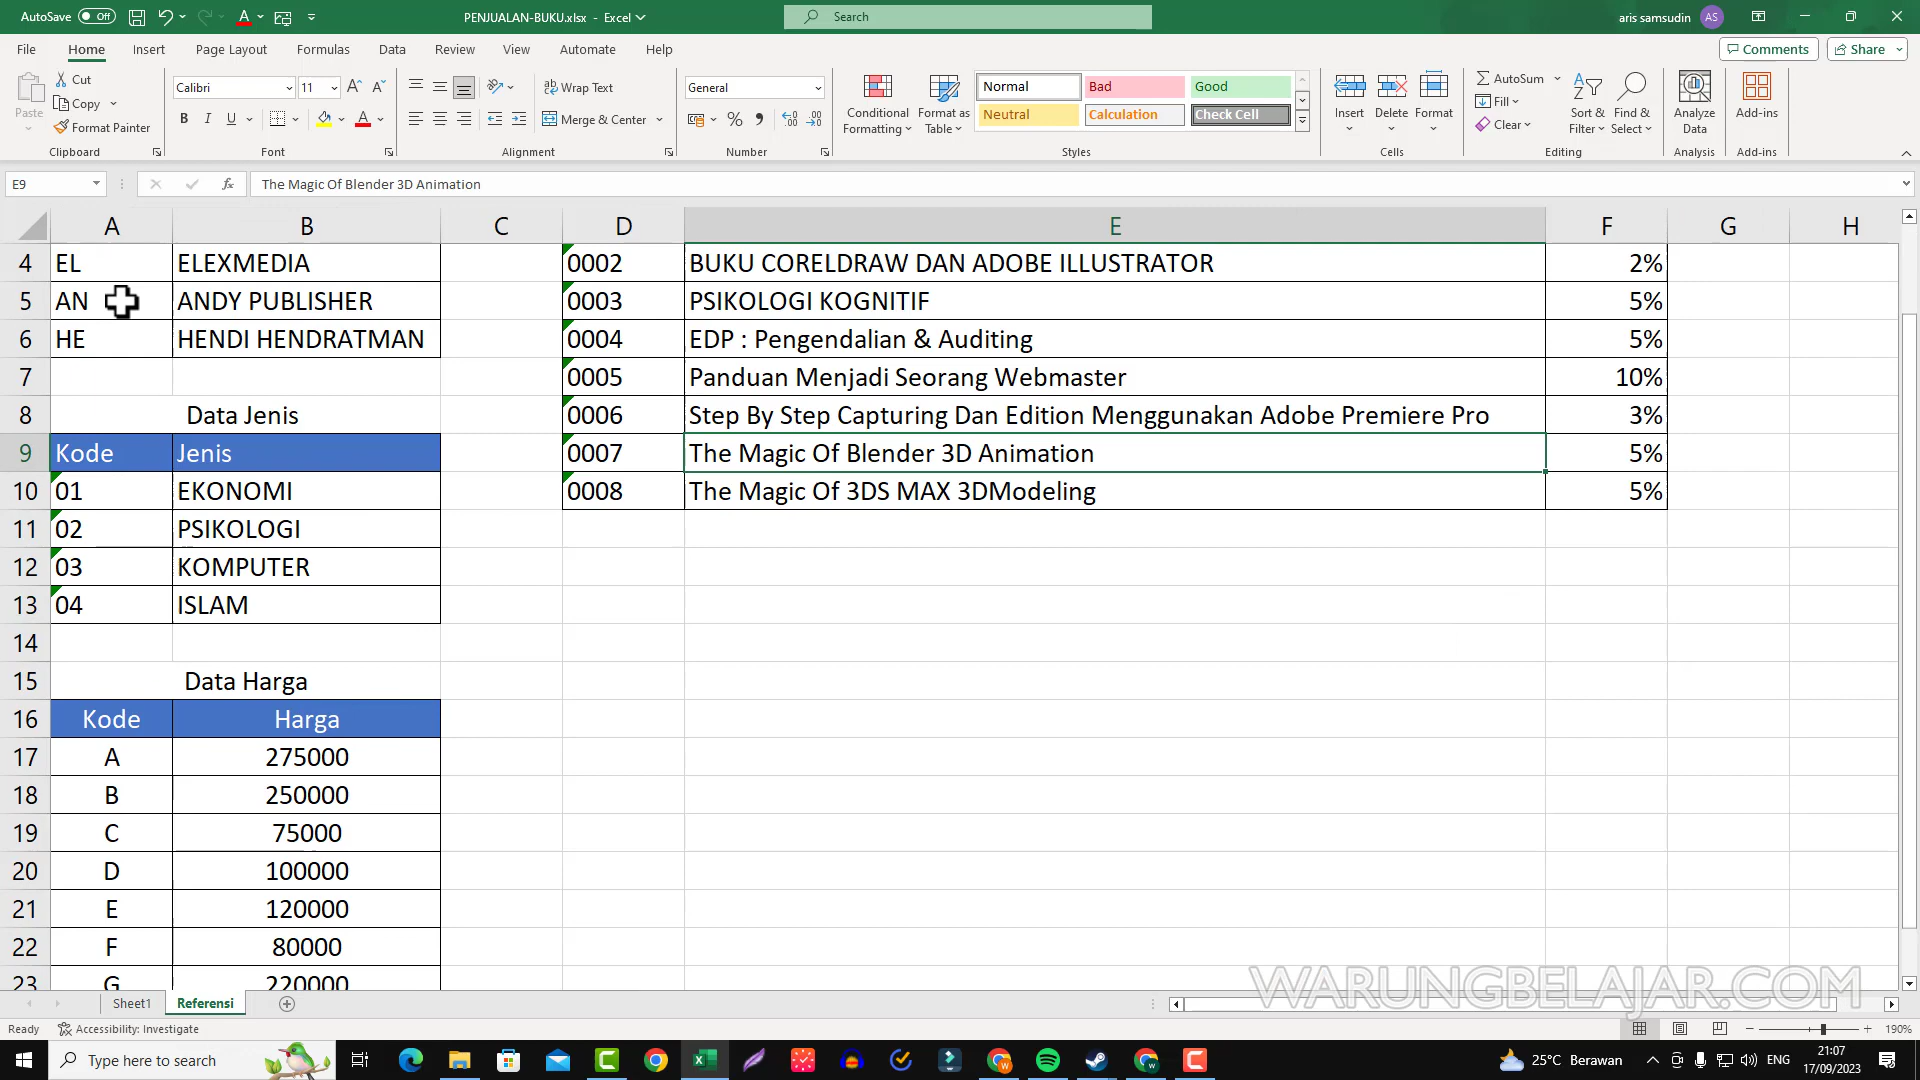 AutoSave Off PENJUALAN-BUKU.xlsx - Excel Search aris samsudin AS
File Home Insert Page Layout Formulas Data Review View Automate Help Comments Share
Paste Cut Copy Format Painter Clipboard
Calibri 11 B I U Font
Wrap Text Merge & Center Alignment
General % Number
Conditional Formatting Format as Table Normal Bad Good Neutral Calculation Check Cell Styles
Insert Delete Format Cells
AutoSum Fill Clear Sort & Filter Find & Select Editing
Analyze Data Analysis
Add-ins Add-ins
E9 fx The Magic Of Blender 3D Animation
A B C D E F G H
4 EL ELEXMEDIA 0002 BUKU CORELDRAW DAN ADOBE ILLUSTRATOR 2%
5 AN ANDY PUBLISHER 0003 PSIKOLOGI KOGNITIF 5%
6 HE HENDI HENDRATMAN 0004 EDP : Pengendalian & Auditing 5%
7 0005 Panduan Menjadi Seorang Webmaster 10%
8 Data Jenis 0006 Step By Step Capturing Dan Edition Menggunakan Adobe Premiere Pro 3%
9 Kode Jenis 0007 The Magic Of Blender 3D Animation 5%
10 01 EKONOMI 0008 The Magic Of 3DS MAX 3DModeling 5%
11 02 PSIKOLOGI
12 03 KOMPUTER
13 04 ISLAM
14
15 Data Harga
16 Kode Harga
17 A 275000
18 B 250000
19 C 75000
20 D 100000
21 E 120000
22 F 80000
23 G 220000
WARUNGBELAJAR.COM
Sheet1 Referensi
Ready Accessibility: Investigate 190%
Type here to search 25°C Berawan ENG 21:07
17/09/2023